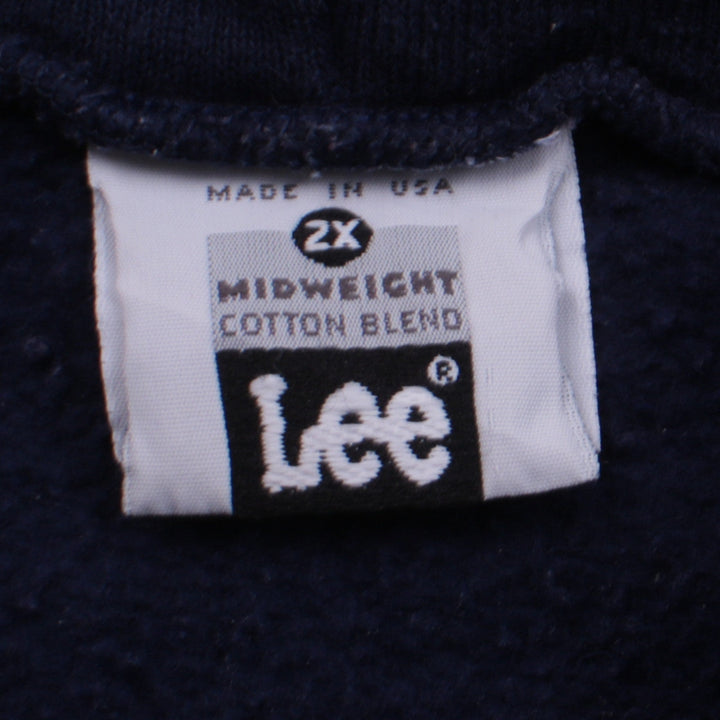 MADE IN USA
2X
MIDWEIGHT
COTTON BLEND
Lee®